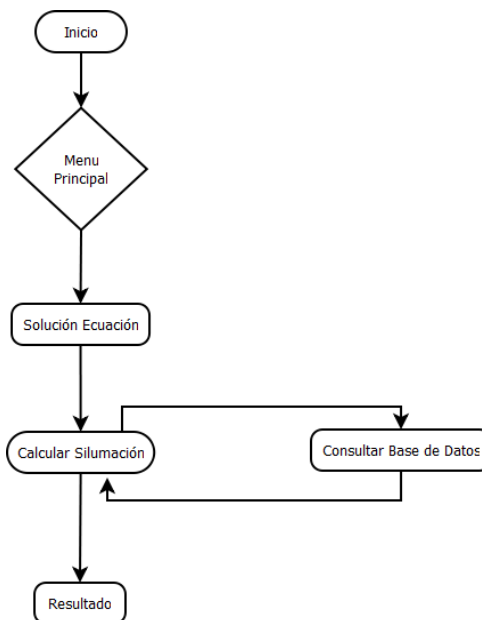 Inicio
Menu
Principal
Solución Ecuación
Calcular Silumación
Consultar Base de Datos
Resultado